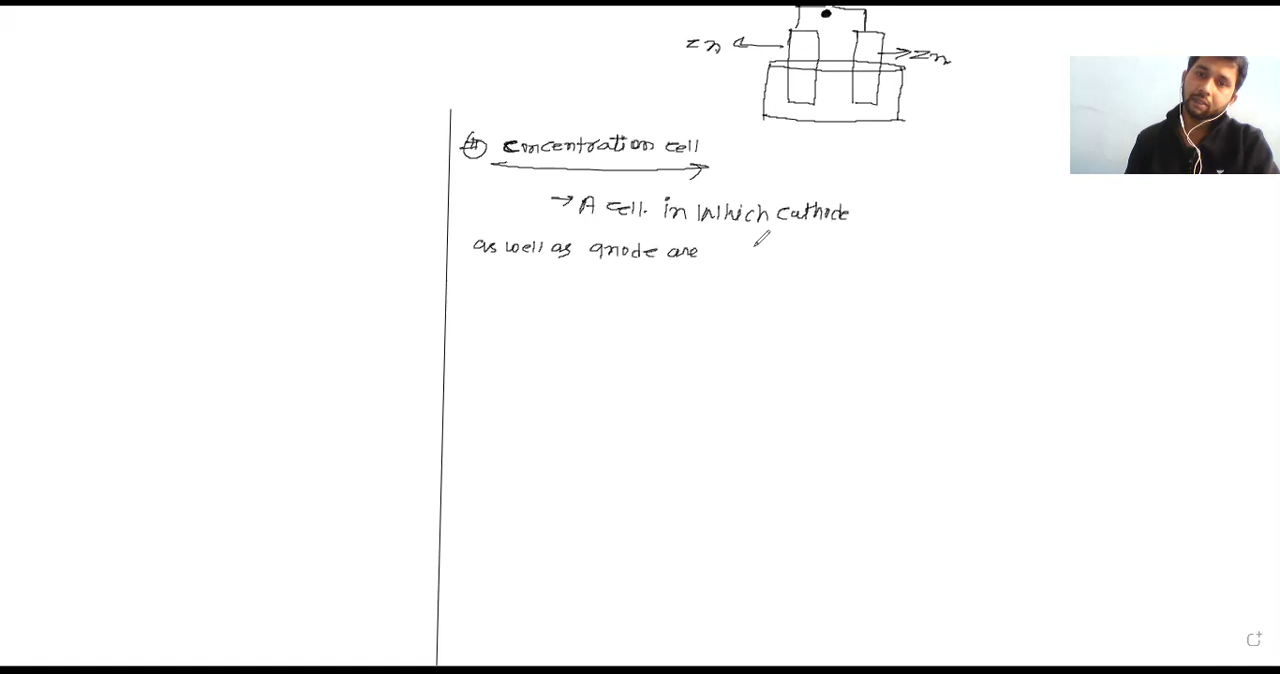 Zn
Zn
# Concentration cell
→ A cell. in which cathode
as well as anode are